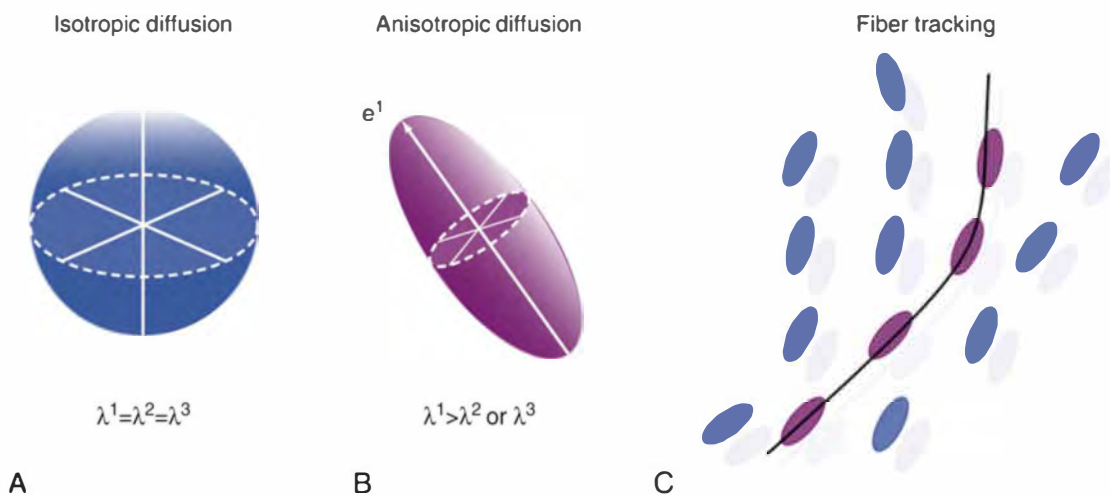 Isotropic diffusion
Anisotropic diffusion
Fiber tracking
e¹
λ¹=λ²=λ³
λ¹>λ² or λ³
A
B
C